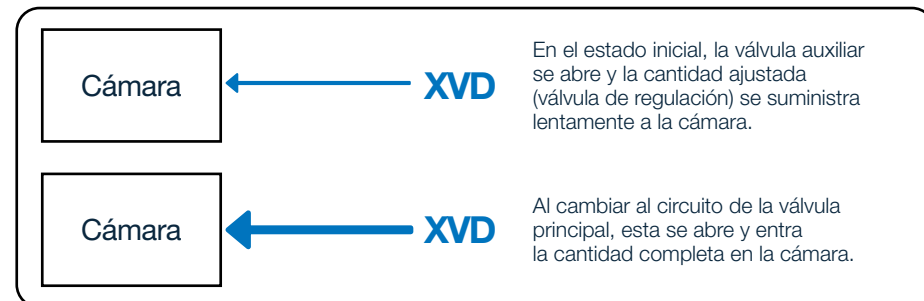 Cámara
XVD
En el estado inicial, la válvula auxiliar
se abre y la cantidad ajustada
(válvula de regulación) se suministra
lentamente a la cámara.
Cámara
XVD
Al cambiar al circuito de la válvula
principal, esta se abre y entra
la cantidad completa en la cámara.